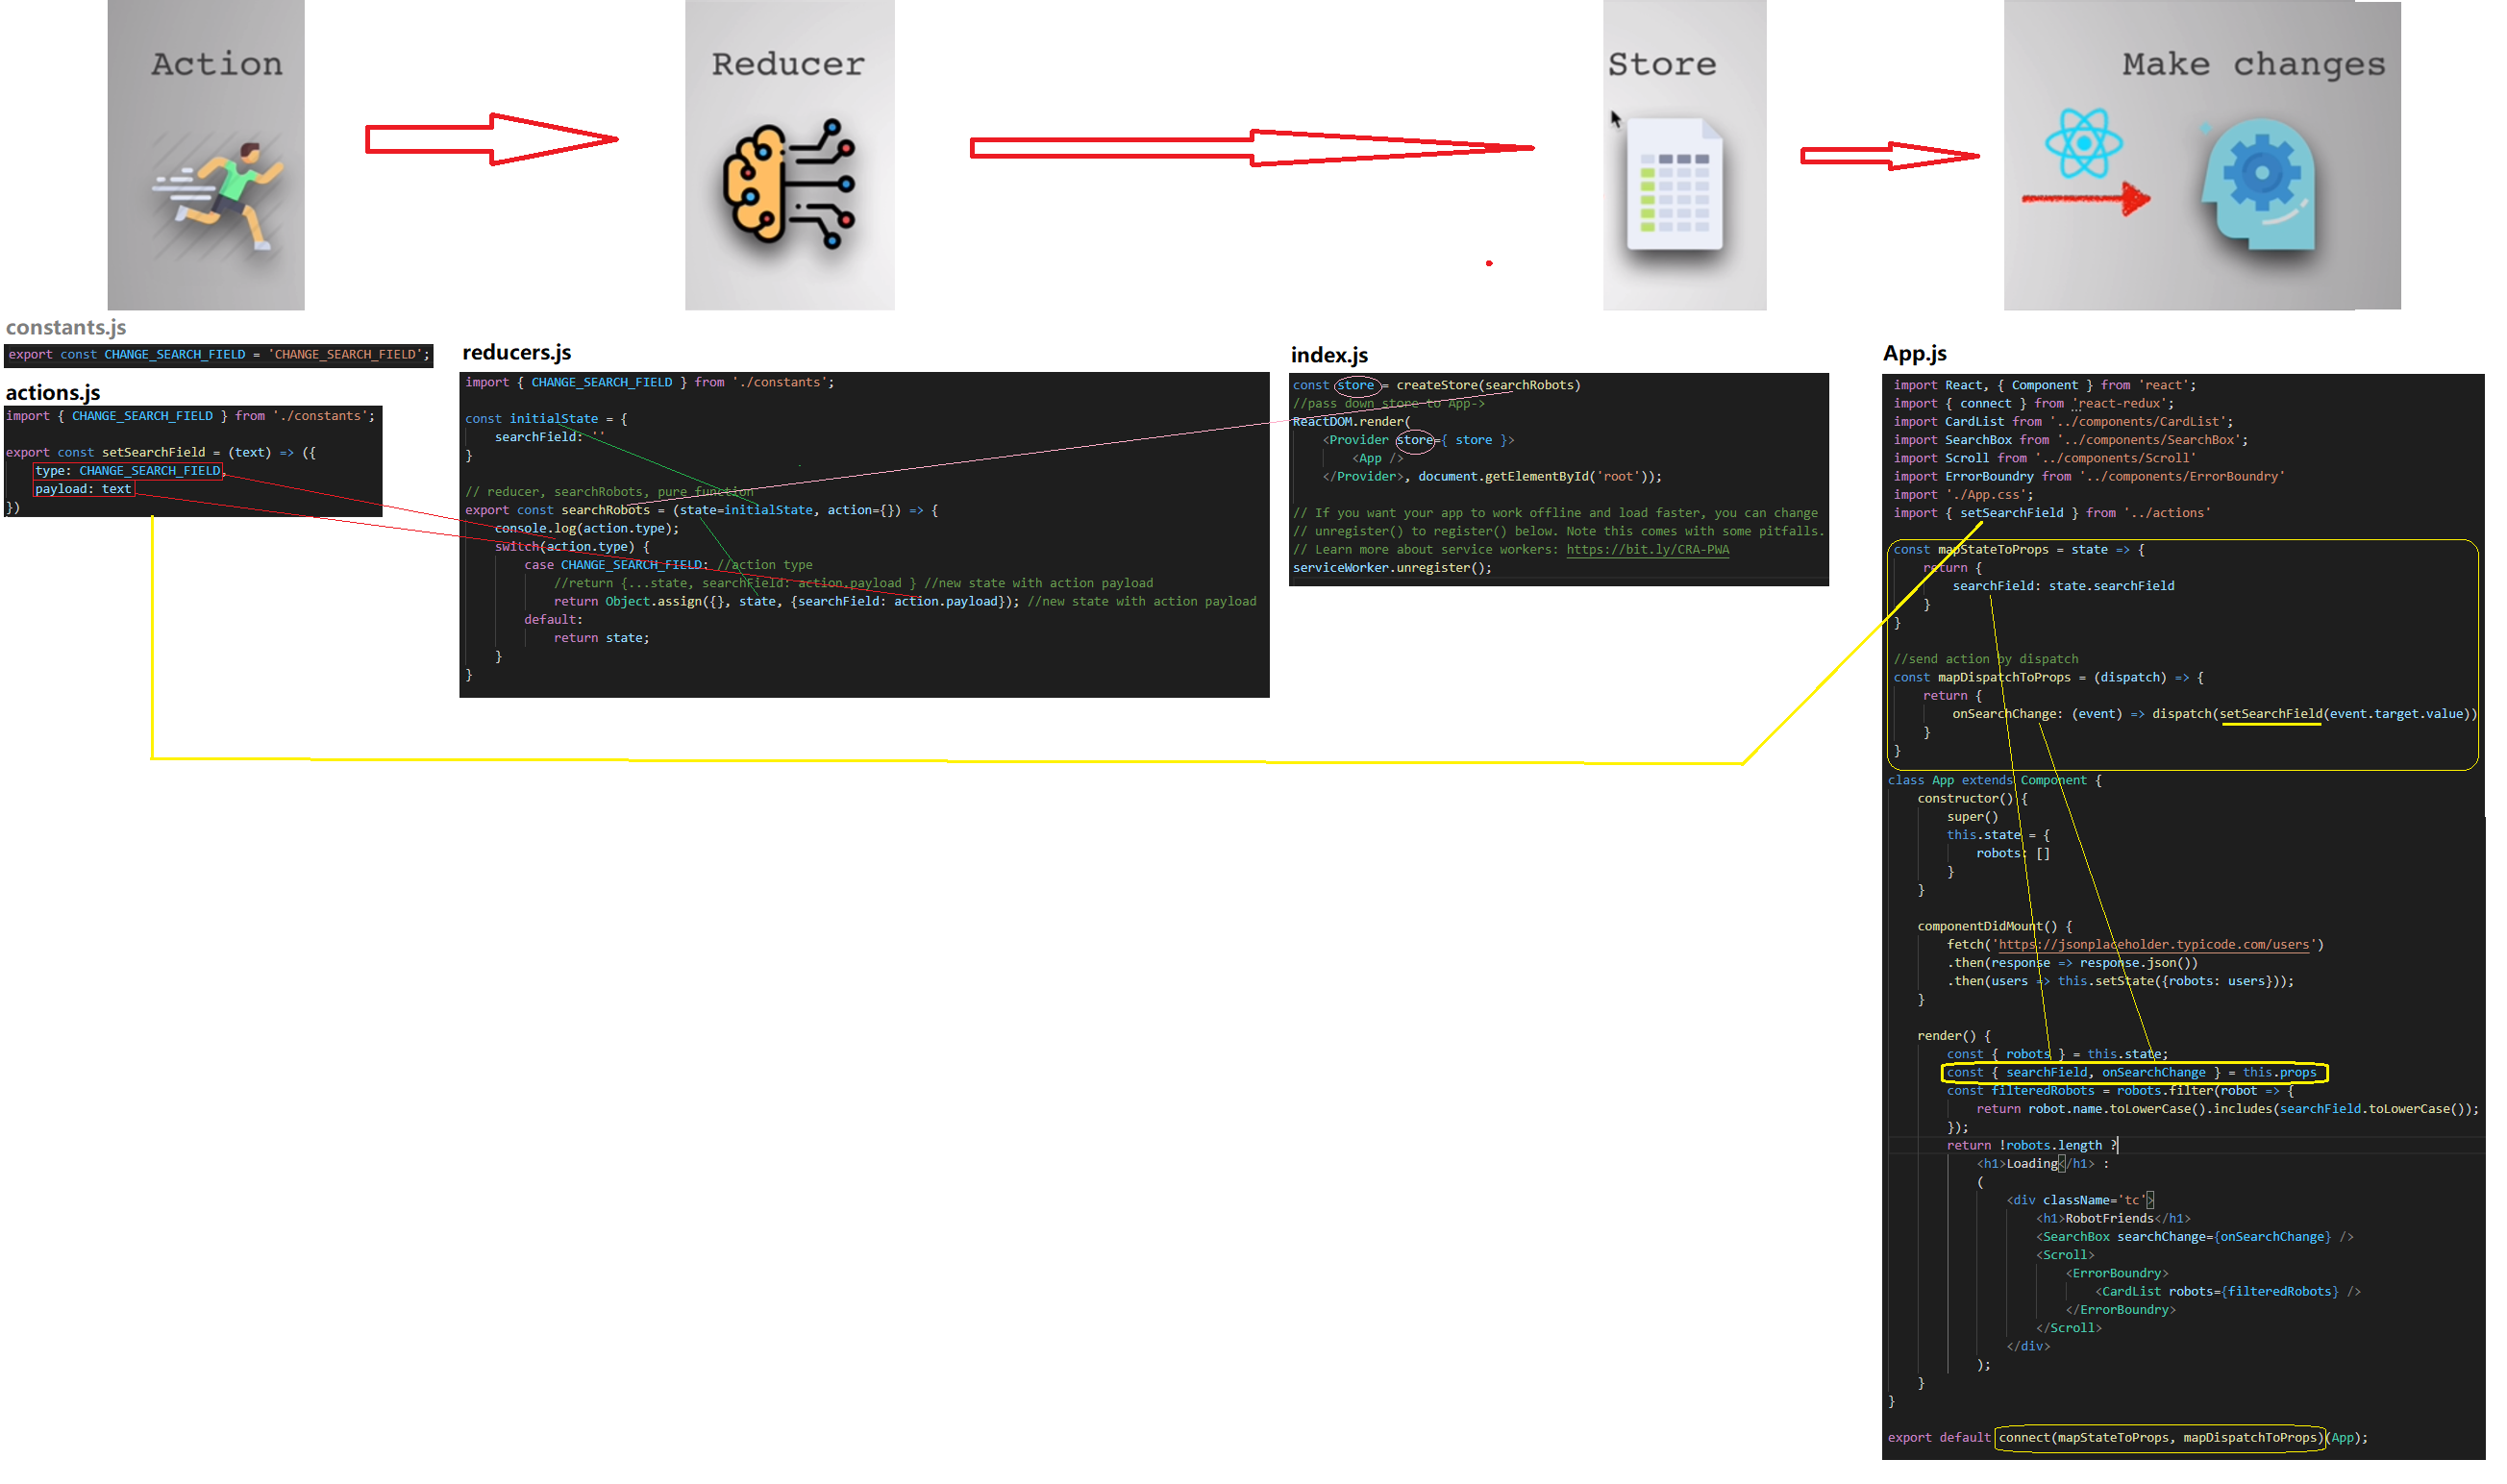 Action
Reducer
Store
Make changes
constants.js
export const CHANGE_SEARCH_FIELD = 'CHANGE_SEARCH_FIELD';
actions.js
import { CHANGE_SEARCH_FIELD } from './constants';
export const setSearchField = (text) => ({
type: CHANGE_SEARCH_FIELD,
payload: text
})
reducers.js
import { CHANGE_SEARCH_FIELD } from './constants';
const initialState = {
searchField: ''
}
// reducer, searchRobots, pure function
export const searchRobots = (state=initialState, action={}) => {
console.log(action.type);
switch(action.type) {
case CHANGE_SEARCH_FIELD: //action type
//return {...state, searchField: action.payload } //new state with action payload
return Object.assign({}, state, {searchField: action.payload}); //new state with action payload
default:
return state;
}
}
index.js
const store = createStore(searchRobots)
//pass down store to App->
ReactDOM.render(
<Provider store={ store }>
<App />
</Provider>, document.getElementById('root'));
// If you want your app to work offline and load faster, you can change
// unregister() to register() below. Note this comes with some pitfalls.
// Learn more about service workers: https://bit.ly/CRA-PWA
serviceWorker.unregister();
App.js
import React, { Component } from 'react';
import { connect } from 'react-redux';
import CardList from '../components/CardList';
import SearchBox from '../components/SearchBox';
import Scroll from '../components/Scroll'
import ErrorBoundry from '../components/ErrorBoundry'
import './App.css';
import { setSearchField } from '../actions'
const mapStateToProps = state => {
return {
searchField: state.searchField
}
}
//send action by dispatch
const mapDispatchToProps = (dispatch) => {
return {
onSearchChange: (event) => dispatch(setSearchField(event.target.value))
}
}
class App extends Component {
constructor() {
super()
this.state = {
robots: []
}
}
componentDidMount() {
fetch('https://jsonplaceholder.typicode.com/users')
.then(response => response.json())
.then(users => this.setState({robots: users}));
}
render() {
const { robots } = this.state;
const { searchField, onSearchChange } = this.props
const filteredRobots = robots.filter(robot => {
return robot.name.toLowerCase().includes(searchField.toLowerCase());
});
return !robots.length ?
<h1>Loading</h1> :
(
<div className='tc'>
<h1>RobotFriends</h1>
<SearchBox searchChange={onSearchChange} />
<Scroll>
<ErrorBoundry>
<CardList robots={filteredRobots} />
</ErrorBoundry>
</Scroll>
</div>
);
}
}
export default connect(mapStateToProps, mapDispatchToProps)(App);